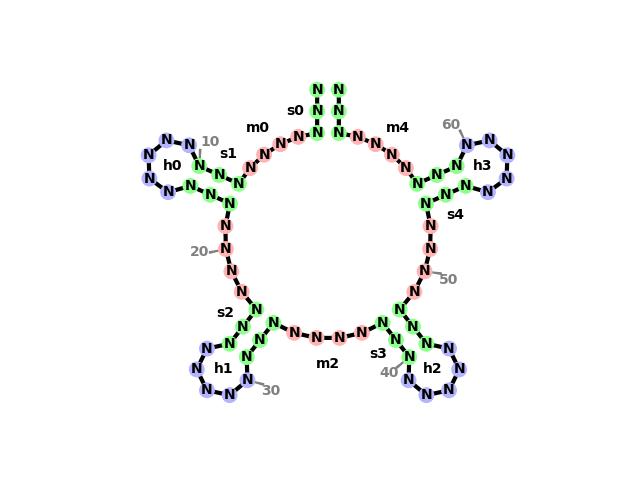 N N
s0 N N
m0 N N N N m4 60
N N 10 N N N N
N s1 N N N
h0 N N N N h3
N N N N N N
N N N N N N
N N s4
N N
20 N N
N N 50
N N
s2 N N
N N N N
N N N N
N N N N N N
N N s3
m2
N h1 40 h2 N
N N
N N 30 N N